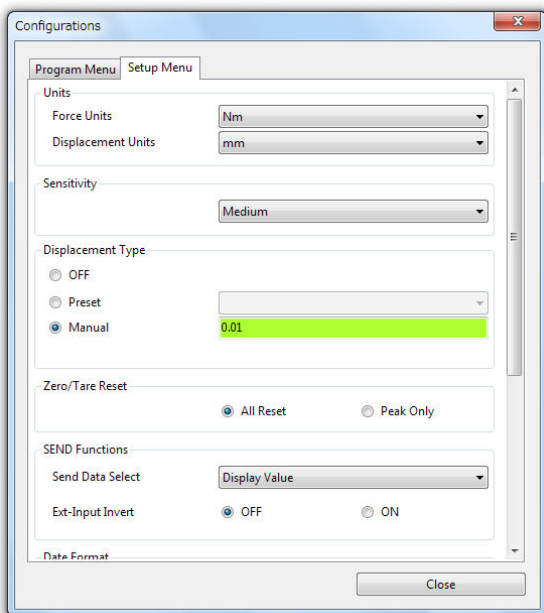 Configurations
Program Menu Setup Menu
Units
Force Units Nm
Displacement Units mm
Sensitivity
Medium
Displacement Type
OFF
Preset
Manual 0.01
Zero/Tare Reset
All Reset Peak Only
SEND Functions
Send Data Select Display Value
Ext-Input Invert OFF ON
Date Format
Close